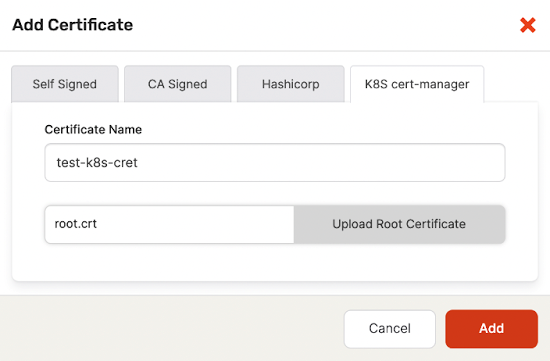 Add Certificate
Self Signed
CA Signed
Hashicorp
K8S cert-manager
Certificate Name
test-k8s-cret
root.crt
Upload Root Certificate
Cancel
Add